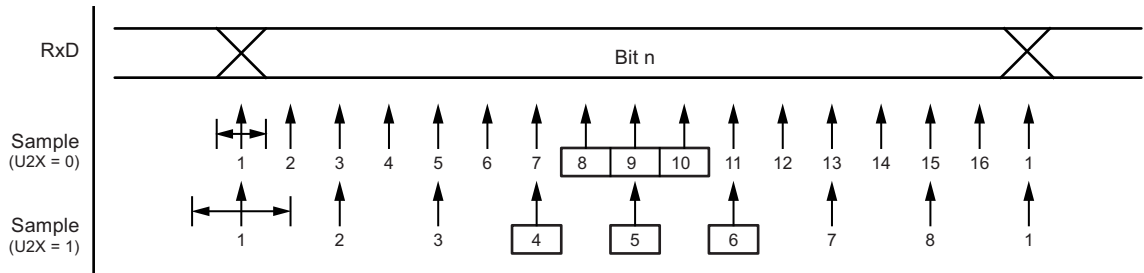 RxD Bit n
Sample
(U2X = 0)
1 2 3 4 5 6 7 8 9 10 11 12 13 14 15 16 1
Sample
(U2X = 1)
1 2 3 4 5 6 7 8 1